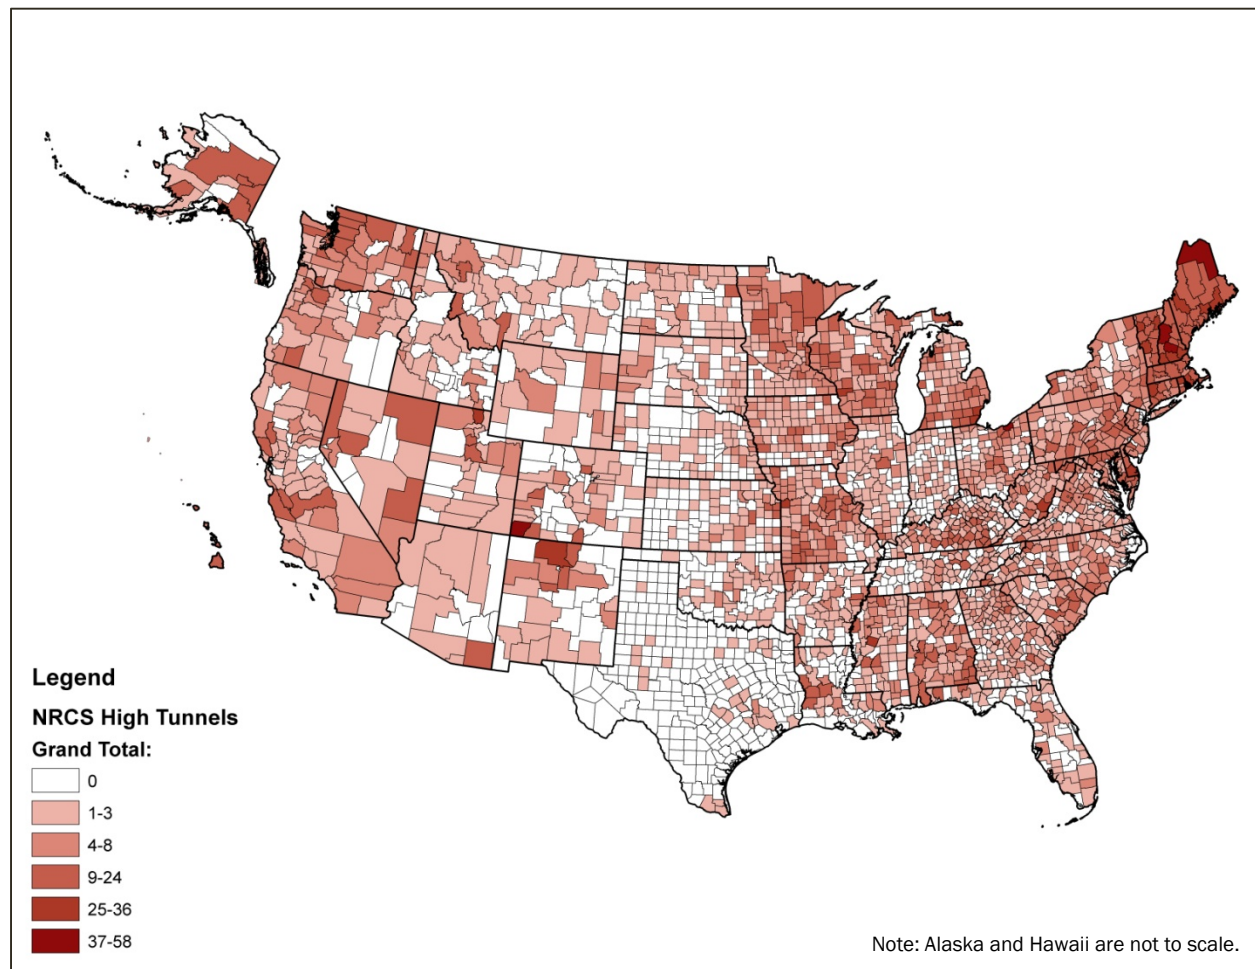 Legend
NRCS High Tunnels
Grand Total:
0
1-3
4-8
9-24
25-36
37-58
Note: Alaska and Hawaii are not to scale.